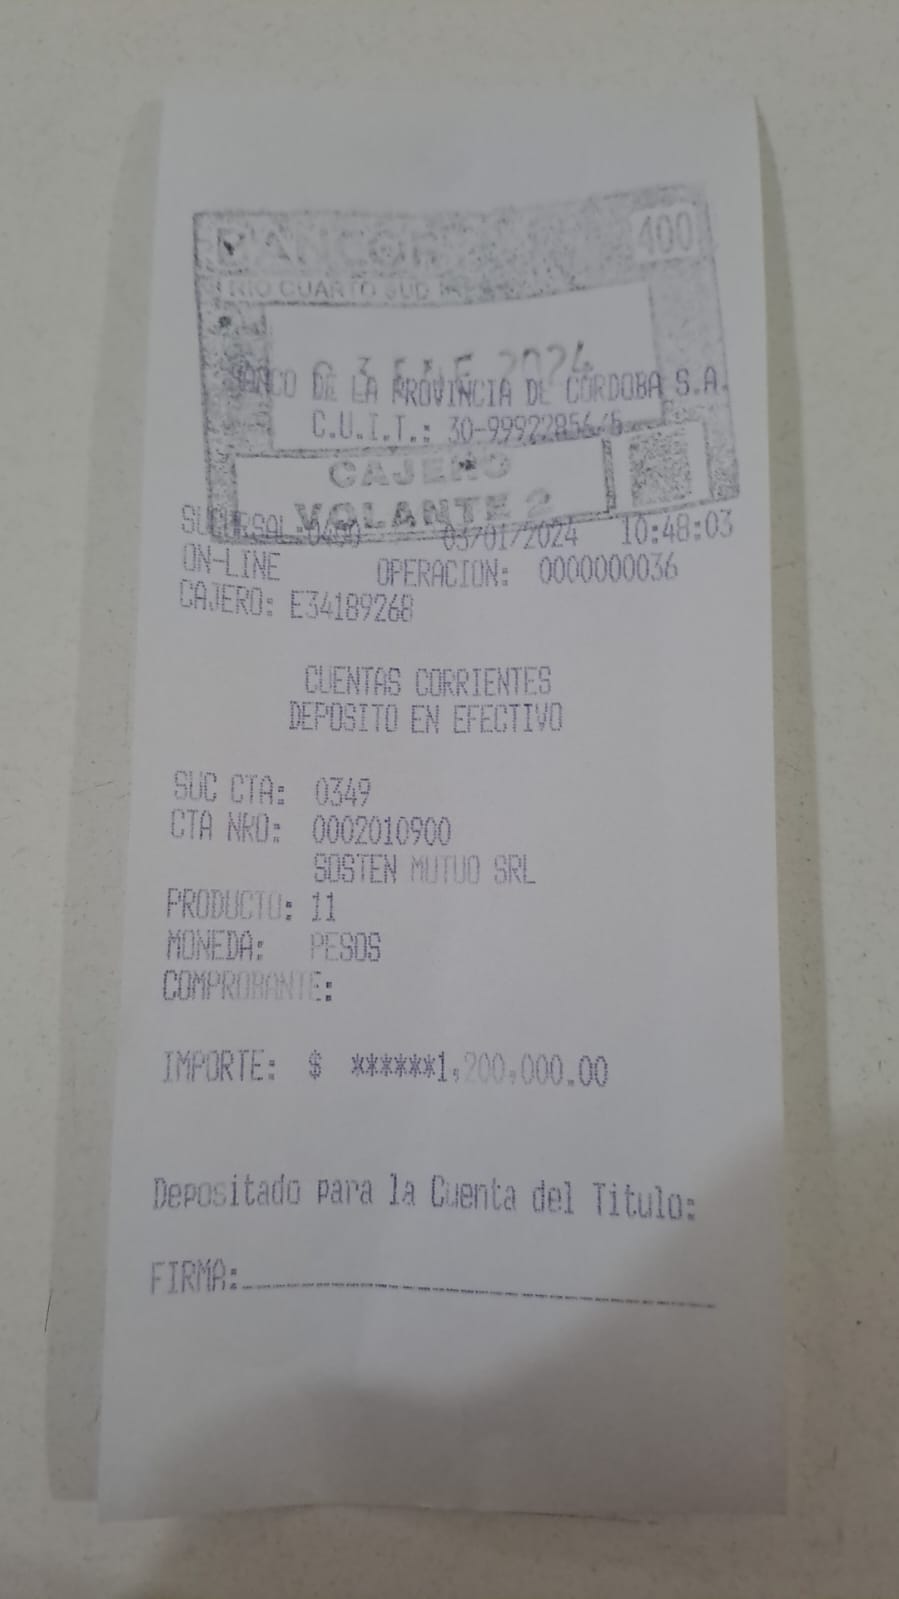 BANCOR
400
RIO CUARTO SUD
03 ENE 2024
BANCO DE LA PROVINCIA DE CORDOBA S.A.
C.U.I.T.: 30-99922856/5
CAJERO
VOLANTE 2
SUCURSAL:0400 03/01/2024 10:48:03
ON-LINE OPERACION: 0000000036
CAJERO: E34189268
CUENTAS CORRIENTES
DEPOSITO EN EFECTIVO
SUC CTA: 0349
CTA NRO: 0002010900
SOSTEN MUTUO SRL
PRODUCTO: 11
MONEDA: PESOS
COMPROBANTE:
IMPORTE: $ ******1,200,000.00
Depositado para la Cuenta del Titulo:
FIRMA: